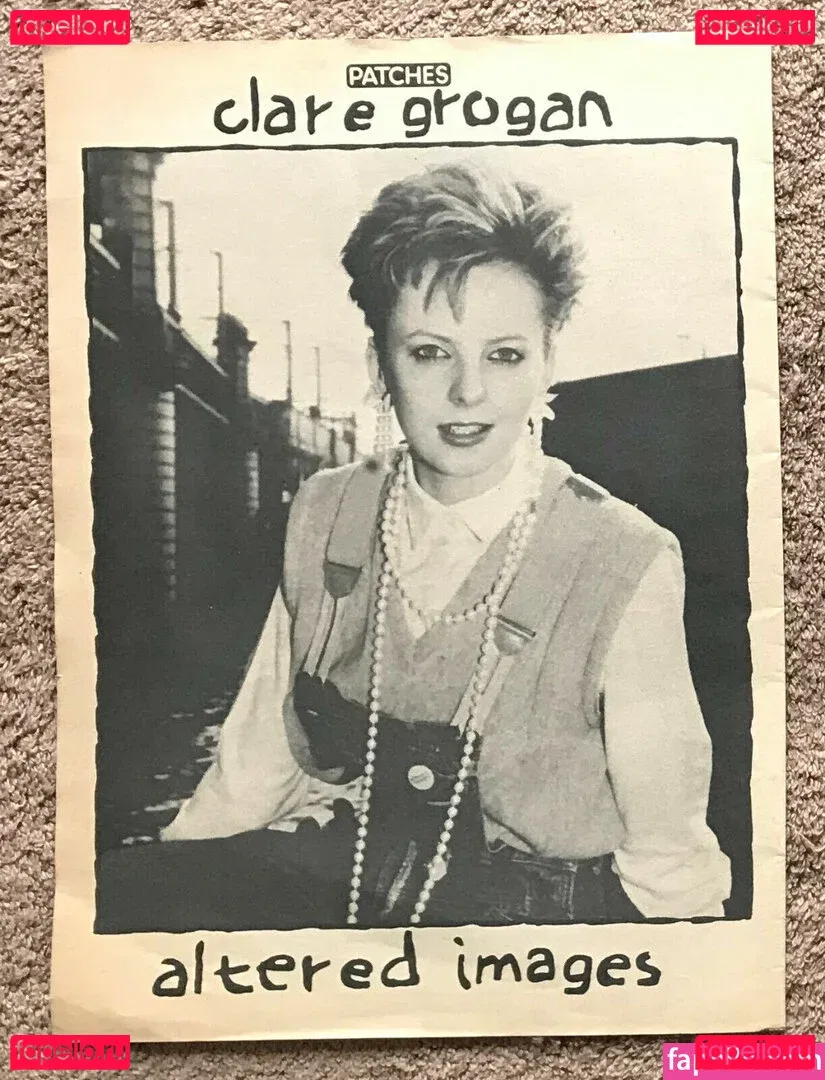 fapello.ru fapello.ru
PATCHES
clare grogan
altered images
fapello.ru fapello.ru